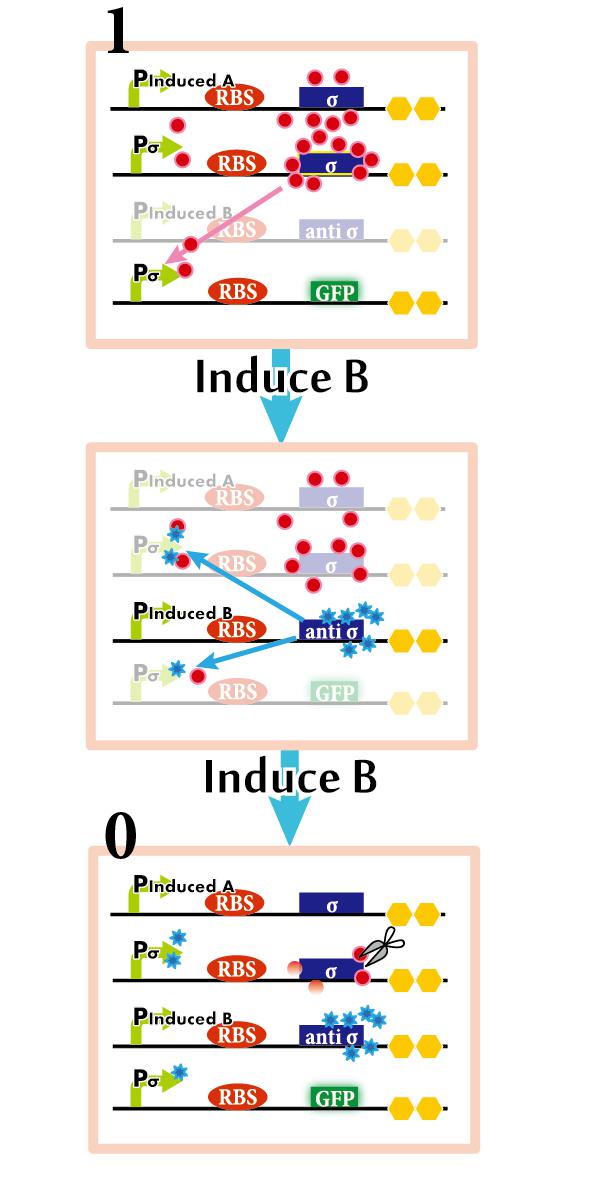 1
PInduced A
RBS
σ
Pσ
RBS
σ
PInduced B
RBS
anti σ
Pσ
RBS
GFP
Induce B
PInduced A
RBS
σ
Pσ
RBS
σ
PInduced B
RBS
anti σ
Pσ
RBS
GFP
Induce B
0
PInduced A
RBS
σ
Pσ
RBS
σ
PInduced B
RBS
anti σ
Pσ
RBS
GFP